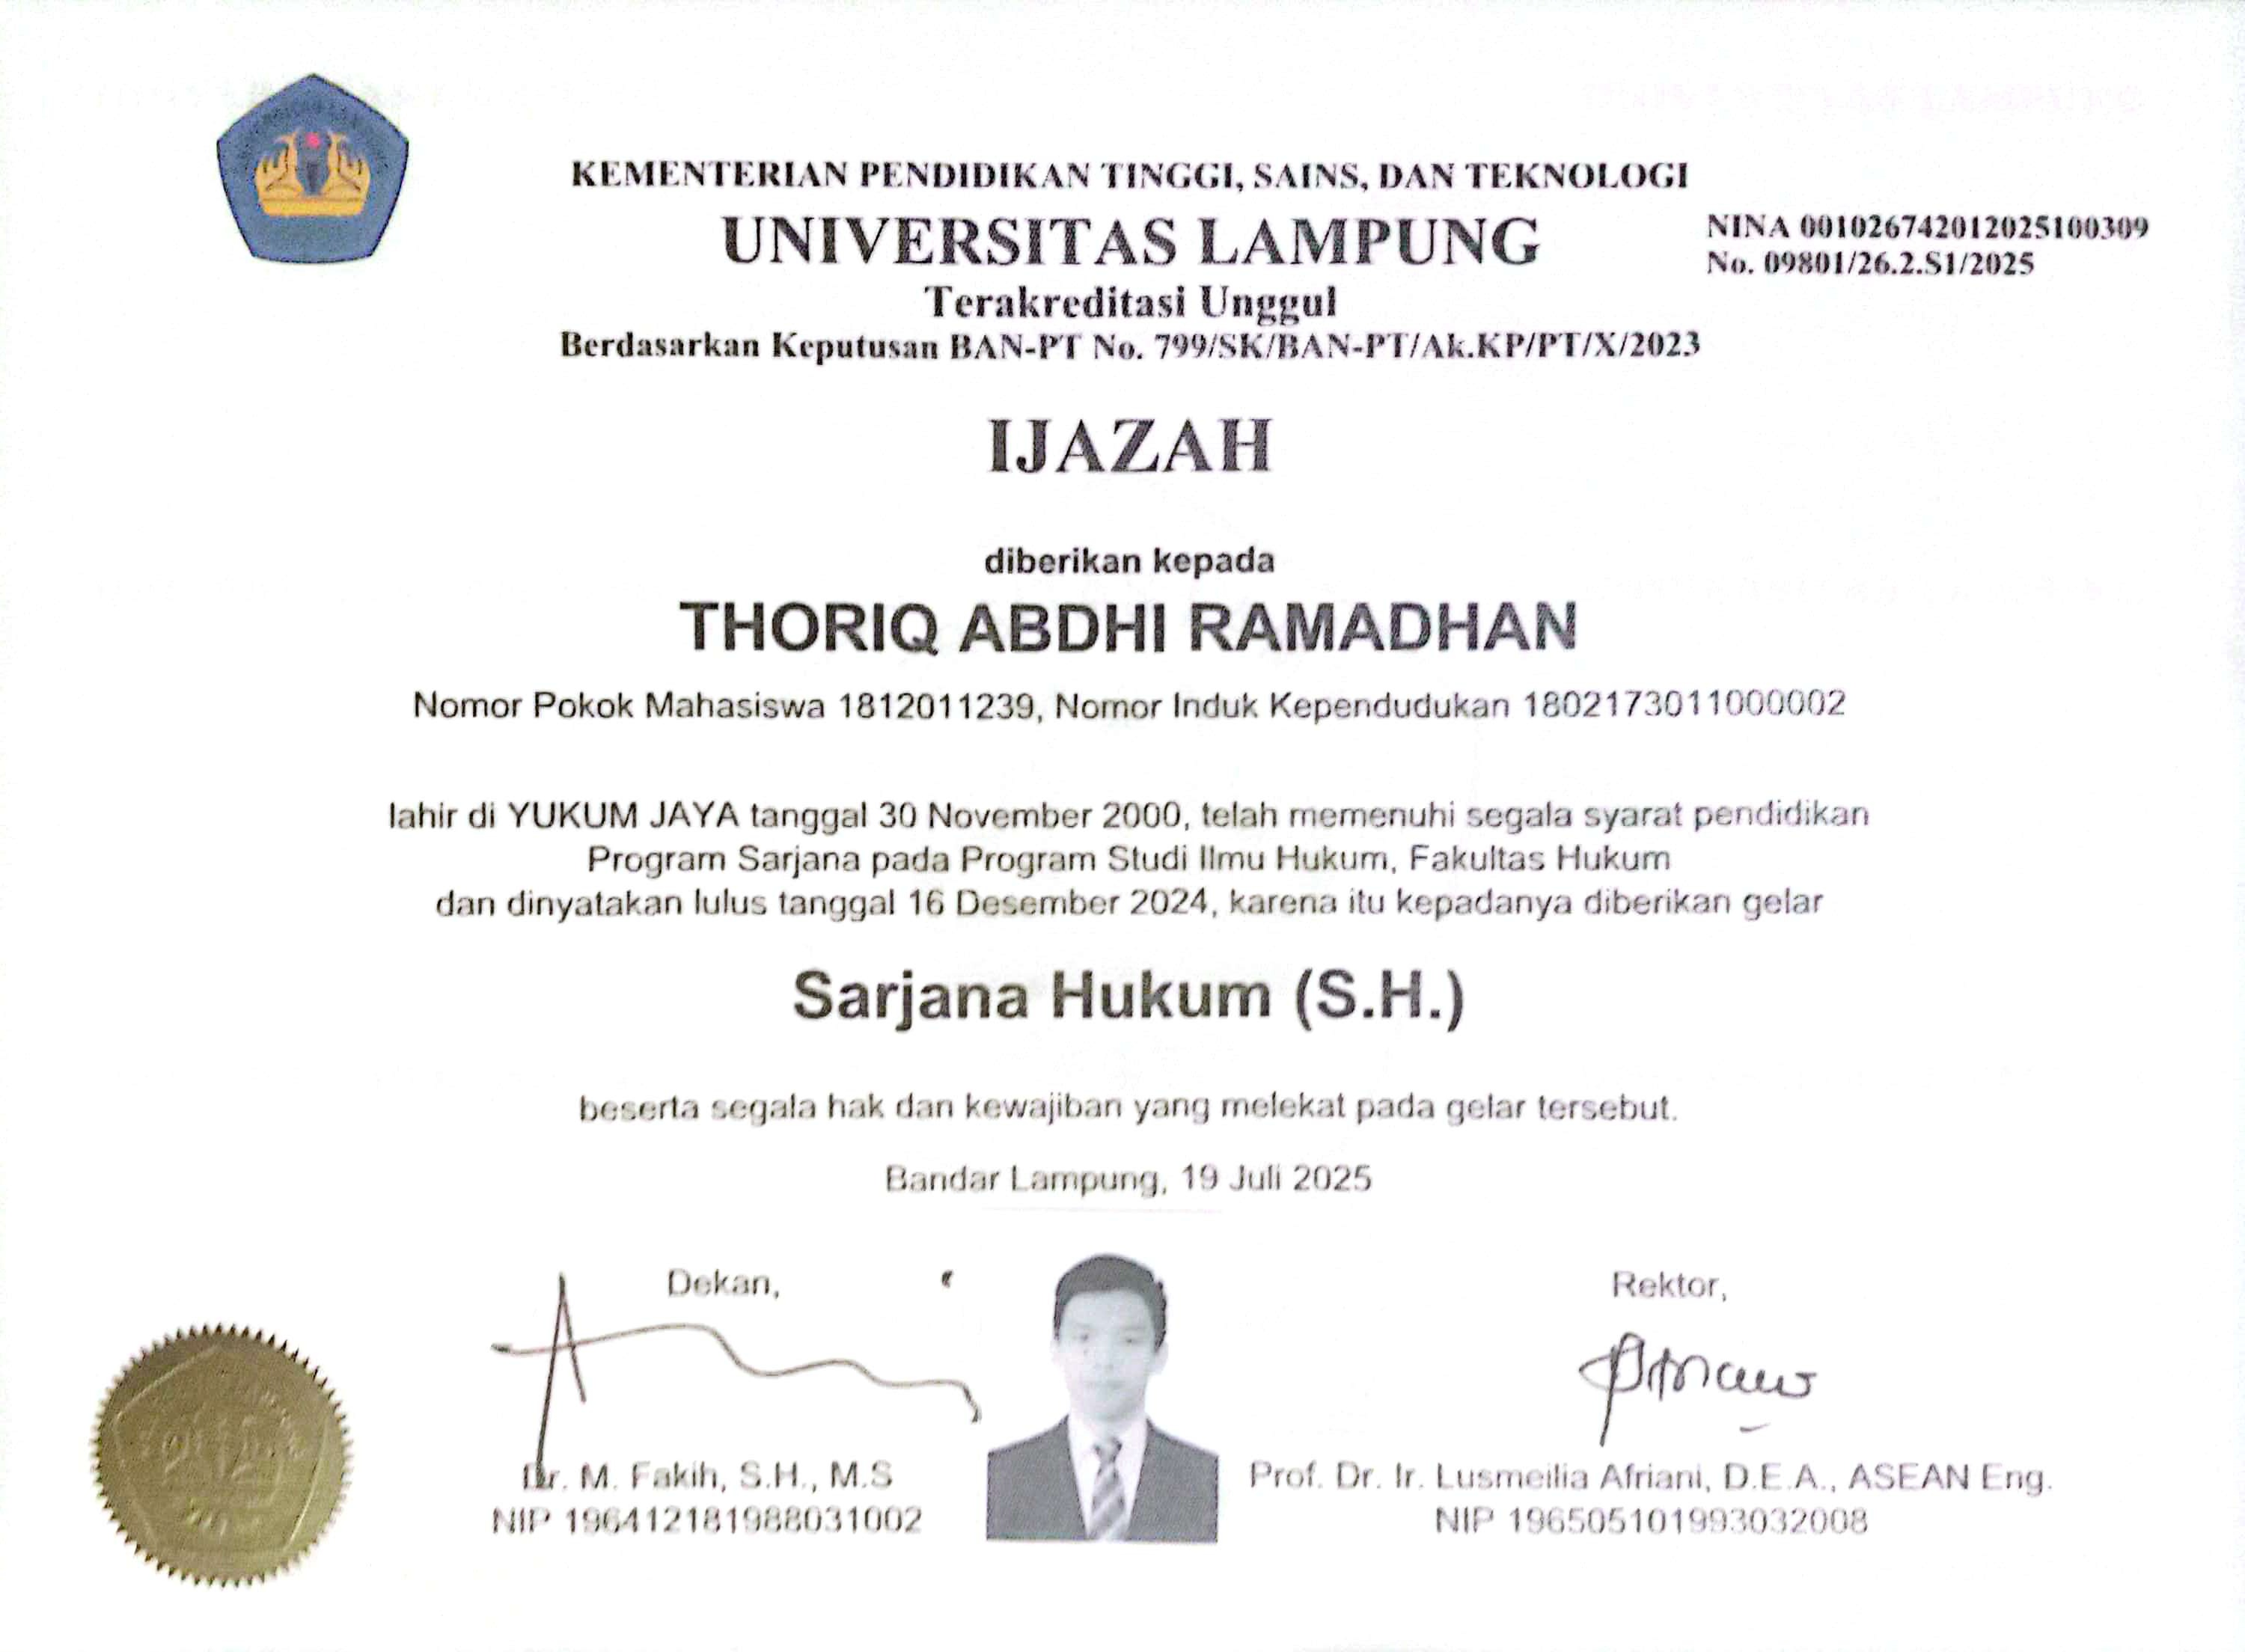 KEMENTERIAN PENDIDIKAN TINGGI, SAINS, DAN TEKNOLOGI
UNIVERSITAS LAMPUNG
NINA 001026742012025100309
No. 09801/26.2.S1/2025
Terakreditasi Unggul
Berdasarkan Keputusan BAN-PT No. 799/SK/BAN-PT/Ak.KP/PT/X/2023
IJAZAH
diberikan kepada
THORIQ ABDHI RAMADHAN
Nomor Pokok Mahasiswa 1812011239, Nomor Induk Kependudukan 1802173011000002
lahir di YUKUM JAYA tanggal 30 November 2000, telah memenuhi segala syarat pendidikan
Program Sarjana pada Program Studi Ilmu Hukum, Fakultas Hukum
dan dinyatakan lulus tanggal 16 Desember 2024, karena itu kepadanya diberikan gelar
Sarjana Hukum (S.H.)
beserta segala hak dan kewajiban yang melekat pada gelar tersebut.
Bandar Lampung, 19 Juli 2025
Dekan,
Rektor,
Dr. M. Fakih, S.H., M.S
Prof. Dr. Ir. Lusmeilia Afriani, D.E.A., ASEAN Eng.
NIP 196412181988031002
NIP 196505101993032008